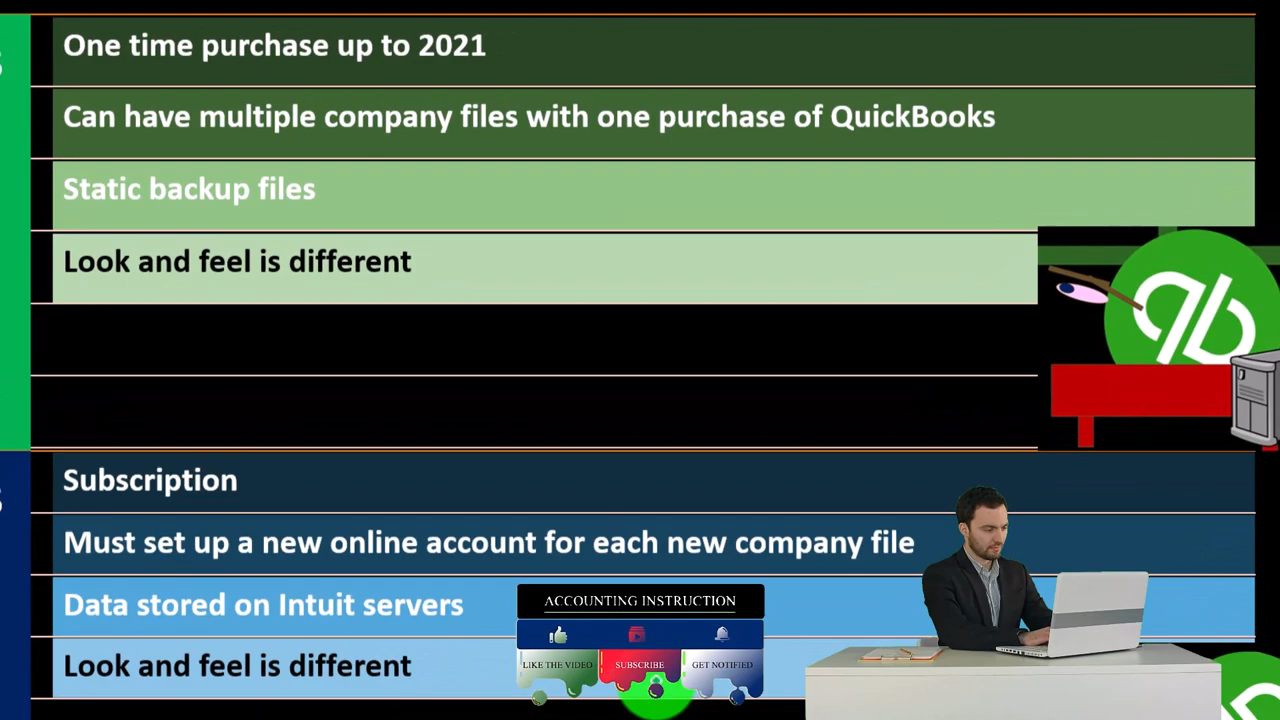 One time purchase up to 2021
Can have multiple company files with one purchase of QuickBooks
Static backup files
Look and feel is different
Subscription
Must set up a new online account for each new company file
Data stored on Intuit servers
Look and feel is different
ACCOUNTING INSTRUCTION
LIKE THE VIDEO
SUBSCRIBE
GET NOTIFIED